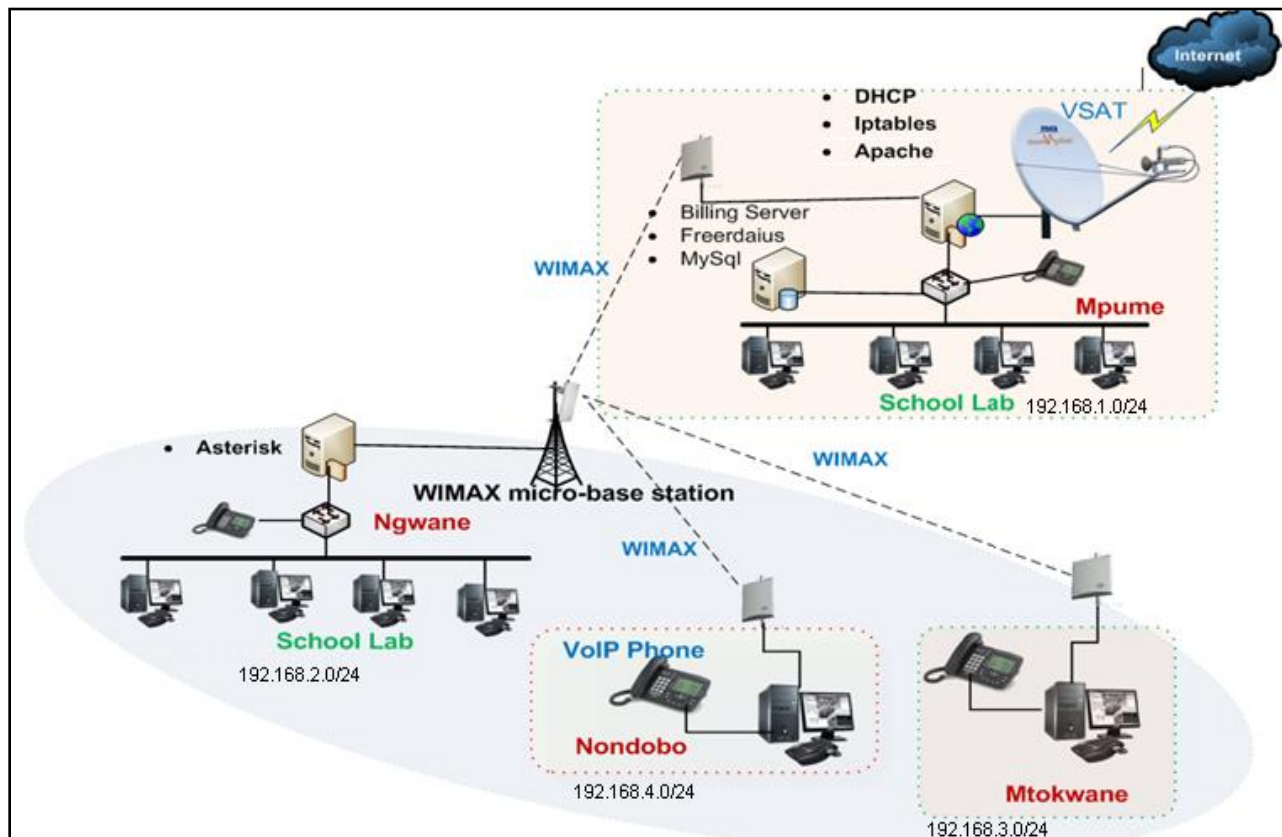 Internet
• DHCP
• Iptables
• Apache
VSAT
• Billing Server
• Freerdaius
• MySql
WIMAX
Mpume
School Lab 192.168.1.0/24
• Asterisk
WIMAX
WIMAX micro-base station
Ngwane
WIMAX
School Lab
192.168.2.0/24
VoIP Phone
Nondobo
192.168.4.0/24
Mtokwane
192.168.3.0/24